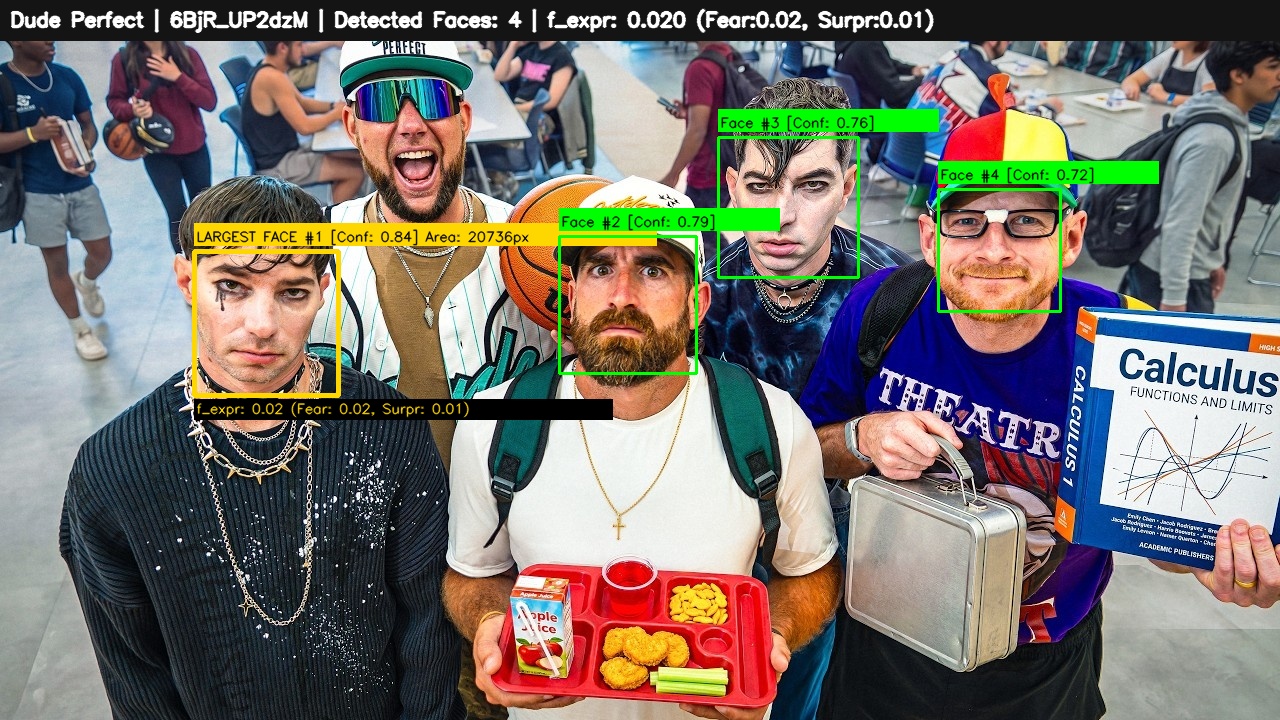 Dude Perfect | 6BjR_UP2dzM | Detected Faces: 4 | f_expr: 0.020 (Fear:0.02, Surpr:0.01)
PERFECT
Face #3 [Conf: 0.76]
Face #4 [Conf: 0.72]
Face #2 [Conf: 0.79]
LARGEST FACE #1 [Conf: 0.84] Area: 20736px
f_expr: 0.02 (Fear: 0.02, Surpr: 0.01)
HIGH S
Calculus
FUNCTIONS AND LIMITS
CALCULUS 1
THEATR
Apple Juice
Apple
Juice
ACADEMIC PUBLISHERS